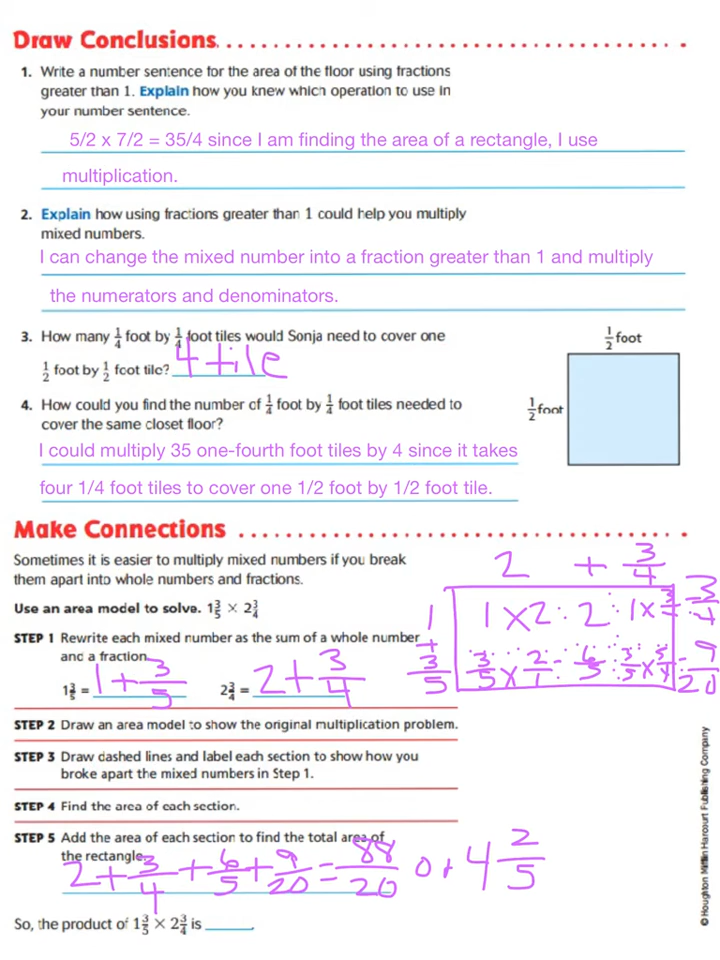 Draw Conclusions
1. Write a number sentence for the area of the floor using fractions
greater than 1. Explain how you knew which operation to use in
your number sentence.
5/2 x 7/2 = 35/4 since I am finding the area of a rectangle, I use
multiplication.
2. Explain how using fractions greater than 1 could help you multiply
mixed numbers.
I can change the mixed number into a fraction greater than 1 and multiply
the numerators and denominators.
3. How many 1/4 foot by 1/4 foot tiles would Sonja need to cover one
1/2 foot by 1/2 foot tile? 4 tile
1/2 foot
1/2 foot
4. How could you find the number of 1/4 foot by 1/4 foot tiles needed to
cover the same closet floor?
I could multiply 35 one-fourth foot tiles by 4 since it takes
four 1/4 foot tiles to cover one 1/2 foot by 1/2 foot tile.
Make Connections
Sometimes it is easier to multiply mixed numbers if you break
them apart into whole numbers and fractions.
Use an area model to solve. 1 3/5 × 2 3/4
STEP 1 Rewrite each mixed number as the sum of a whole number
and a fraction.
1 3/5 = 1 + 3/5 2 3/4 = 2 + 3/4
2 + 3/4
1 1 x 2 : 2 1 x 3/4 = 3/4
+
3/5 3/5 x 2/1 = 6/5 3/5 x = 9/20
STEP 2 Draw an area model to show the original multiplication problem.
STEP 3 Draw dashed lines and label each section to show how you
broke apart the mixed numbers in Step 1.
STEP 4 Find the area of each section.
STEP 5 Add the area of each section to find the total area of
the rectangle.
2 + 3/4 + 6/5 + 9/20 = 88/20 or 4 2/5
So, the product of 1 3/5 × 2 3/4 is ______.
© Houghton Mifflin Harcourt Publishing Company